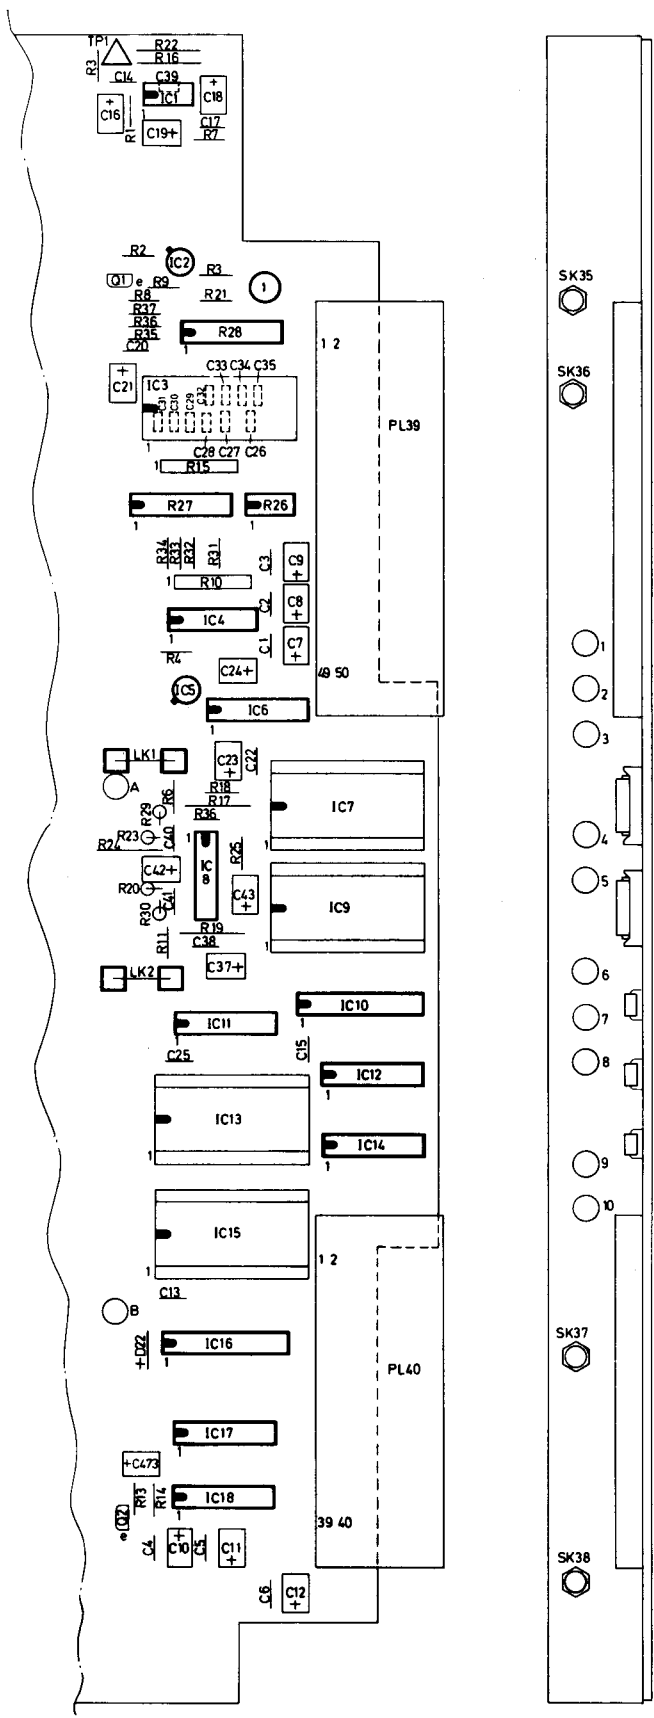 TP1
R22
R16
R3
C14
C39
IC1
+
C18
+
C16
R1
1
C19+
C17
R7
R2
IC2
R3
Q1 e
R9
1
R8
R21
R37
R36
R35
C20
R28
1
+
C21
C33 C34 C35
IC3
C31
C30
C29
C32
1
C28 C27 C26
1 R15
R27
R26
1
1
R34
R33
R32
R31
C3
C9
+
1 R10
C2
C8
+
IC4
1
C1
C7
+
R4
C24+
IC5
IC6
1
1 2
PL39
49 50
LK1
A
C23
+
C22
R6
R18
R17
R36
R29
IC7
1
R23
R24
C40
1
IC
8
R25
C42+
R20
C41
R30
C43
+
IC9
1
R19
C38
R11
C37+
LK2
IC10
1
IC11
1
C25
C15
IC12
1
IC13
1
IC14
1
IC15
1
C13
B
+D22
IC16
1
1 2
PL40
39 40
IC17
1
+C473
R13
R14
IC18
1
Q2
e
C4
+
C10
C5
C11
+
C6
C12
+
SK35
SK36
1
2
3
4
5
6
7
8
9
10
SK37
SK38